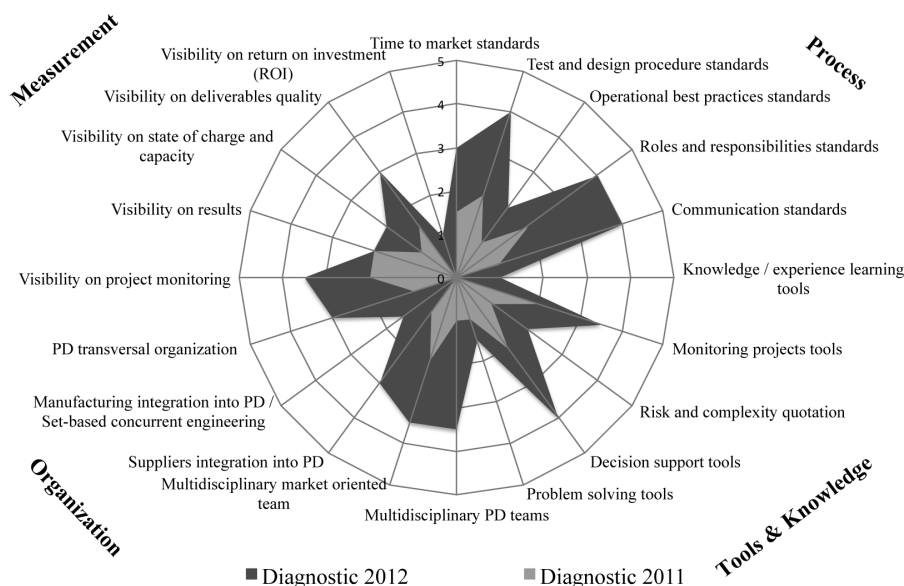 Measurement
Process
Time to market standards
Visibility on return on investment
(ROI)
Test and design procedure standards
Visibility on deliverables quality
Operational best practices standards
Visibility on state of charge and
capacity
Roles and responsibilities standards
Visibility on results
Communication standards
Visibility on project monitoring
Knowledge / experience learning
tools
PD transversal organization
Monitoring projects tools
Manufacturing integration into PD /
Set-based concurrent engineering
Risk and complexity quotation
Suppliers integration into PD
Decision support tools
Multidisciplinary market oriented
team
Problem solving tools
Multidisciplinary PD teams
5
4
3
2
1
0
Organization
Tools & Knowledge
Diagnostic 2012
Diagnostic 2011